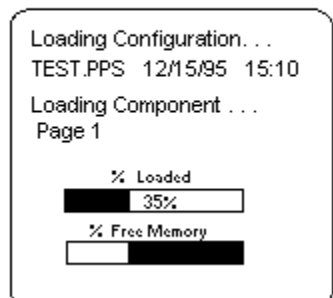 Loading Configuration. . .
TEST.PPS 12/15/95 15:10
Loading Component . . .
Page 1
% Loaded
35%
% Free Memory